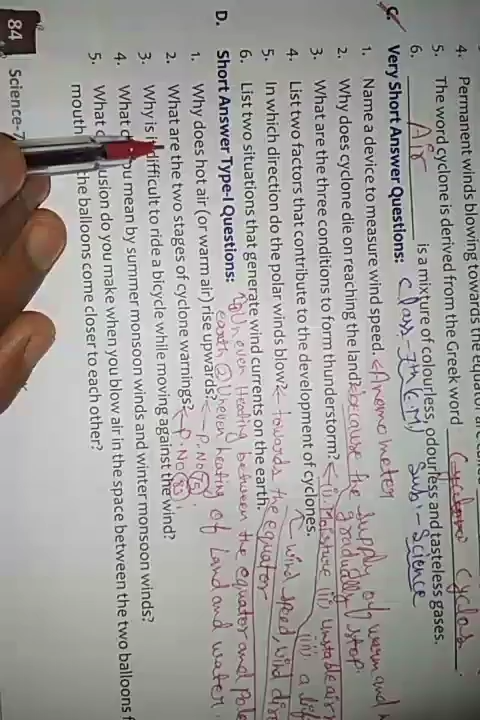 4. Permanent winds blowing towards the equator are
5. The word cyclone is derived from the Greek word Cyclos.
6. Air is a mixture of colourless, odourless and tasteless gases.
Class - 7th (E.M) Sub:- Science
C. Very Short Answer Questions:
1. Name a device to measure wind speed. Anemometer
2. Why does cyclone die on reaching the land? because the supply of warm and
gradually stop.
3. What are the three conditions to form thunderstorm? (i) Moisture (ii) unstable air
(iii) a
4. List two factors that contribute to the development of cyclones. wind speed, wind
5. In which direction do the polar winds blow? towards the equator
6. List two situations that generate wind currents on the earth.
Uneven Heating between the equator and pole
earth (2) Uneven heating of Land and water.
D. Short Answer Type-I Questions:
1. Why does hot air (or warm air) rise upwards? P.No
2. What are the two stages of cyclone warnings? P.No
3. Why is difficult to ride a bicycle while moving against the wind?
4. What mean by summer monsoon winds and winter monsoon winds?
5. What do you make when you blow air in the space between the two balloons
mouth the balloons come closer to each other?
84 Science-7